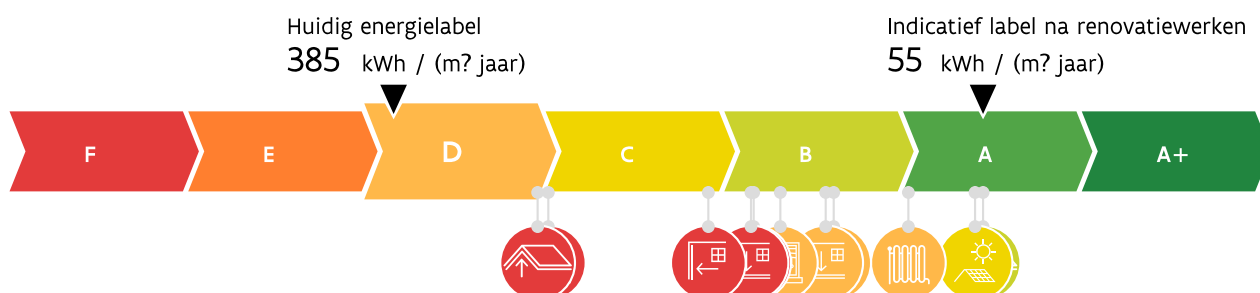 Huidig energielabel
385 kWh / (m? jaar)
Indicatief label na renovatiewerken
55 kWh / (m? jaar)
F E D C B A A+